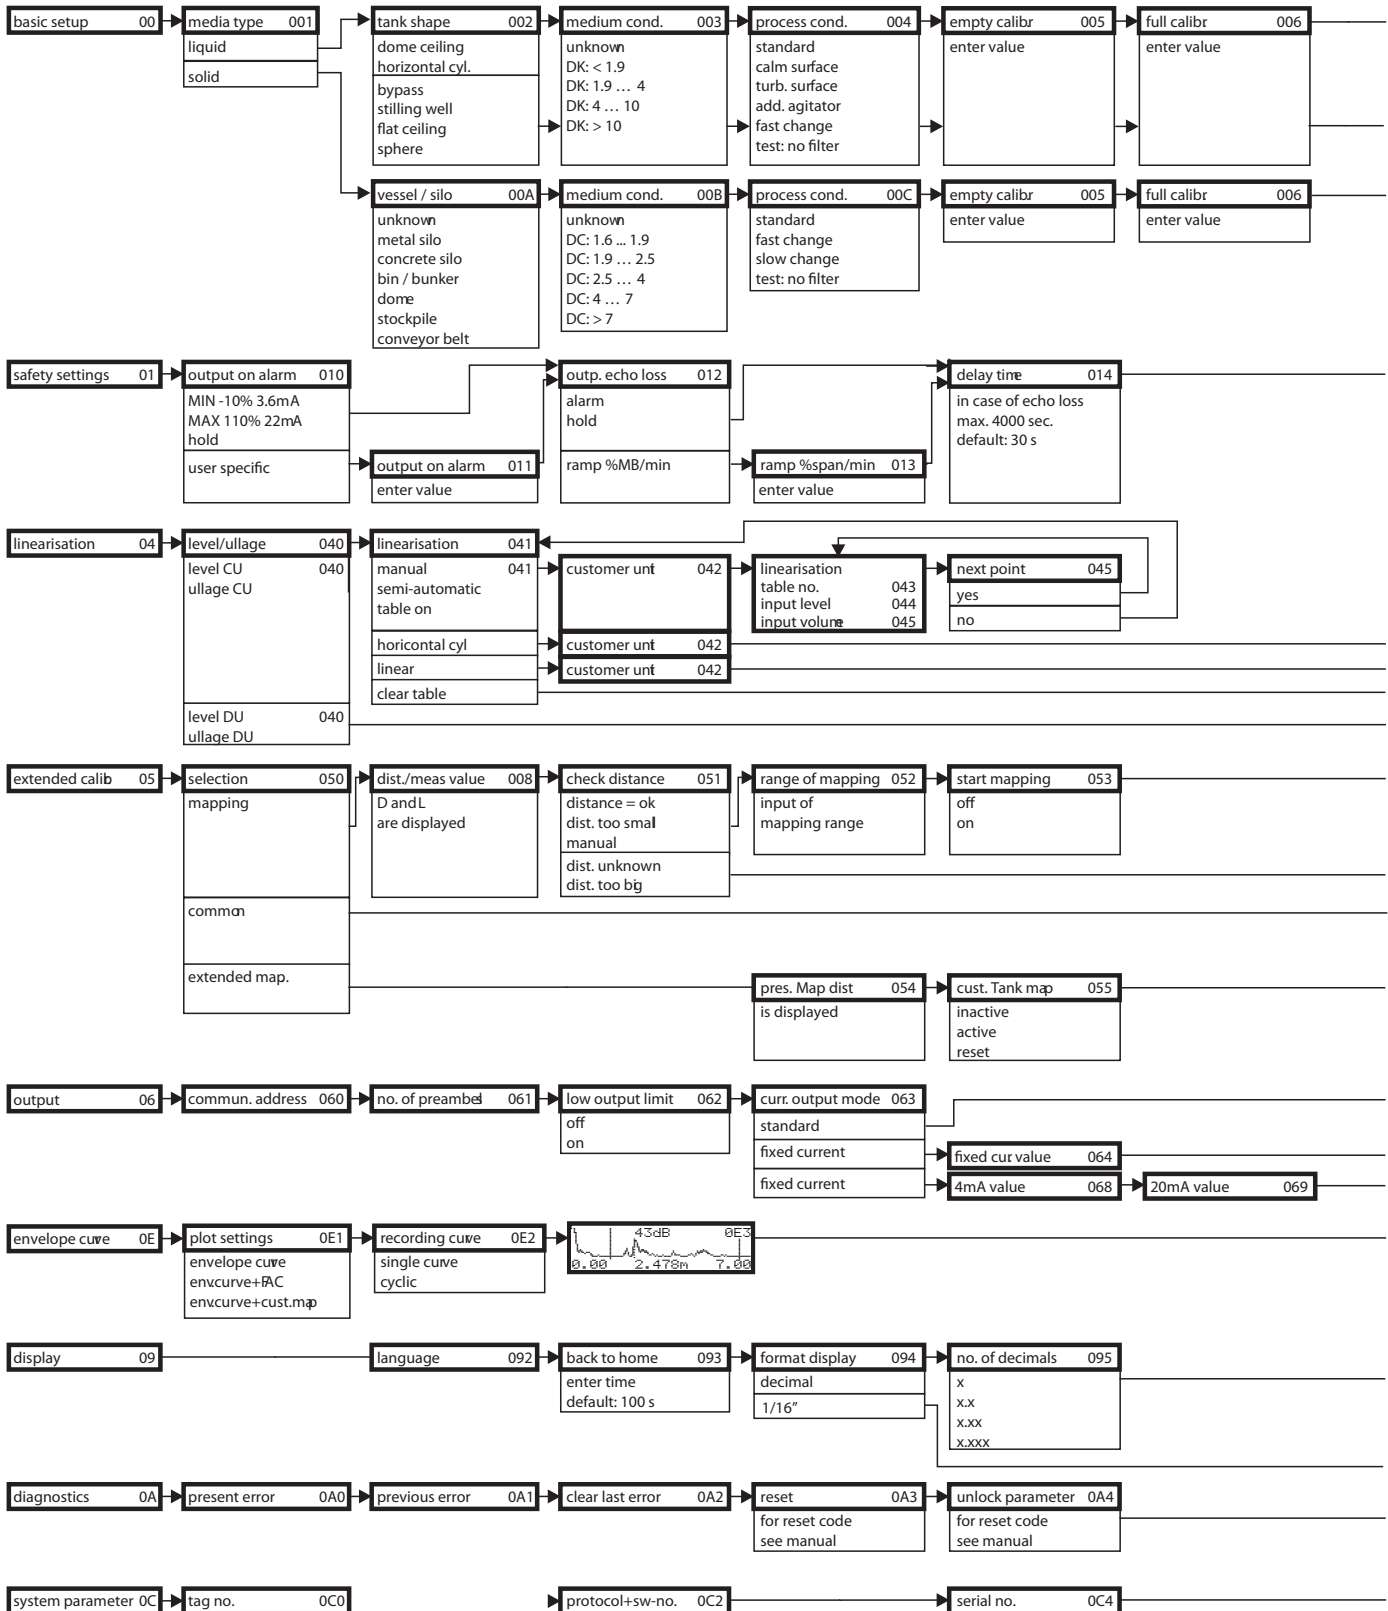 basic setup 00
media type 001
liquid
solid
tank shape 002
dome ceiling
horizontal cyl.
bypass
stilling well
flat ceiling
sphere
medium cond. 003
unknown
DK: < 1.9
DK: 1.9 … 4
DK: 4 … 10
DK: > 10
process cond. 004
standard
calm surface
turb. surface
add. agitator
fast change
test: no filter
empty calibr. 005
enter value
full calibr. 006
enter value
vessel / silo 00A
unknown
metal silo
concrete silo
bin / bunker
dome
stockpile
conveyor belt
medium cond. 00B
unknown
DC: 1.6 ... 1.9
DC: 1.9 … 2.5
DC: 2.5 … 4
DC: 4 … 7
DC: > 7
process cond. 00C
standard
fast change
slow change
test: no filter
empty calibr. 005
enter value
full calibr. 006
enter value
safety settings 01
output on alarm 010
MIN -10% 3.6mA
MAX 110% 22mA
hold
user specific
output on alarm 011
enter value
outp. echo loss 012
alarm
hold
ramp %MB/min
ramp %span/min 013
enter value
delay time 014
in case of echo loss
max. 4000 sec.
default: 30 s
linearisation 04
level/ullage 040
level CU 040
ullage CU
level DU 040
ullage DU
linearisation 041
manual 041
semi-automatic
table on
horicontal cyl
linear
clear table
customer unit 042
customer unit 042
customer unit 042
linearisation
table no. 043
input level 044
input volume 045
next point 045
yes
no
extended calib. 05
selection 050
mapping
common
extended map.
dist./meas value 008
D and L
are displayed
check distance 051
distance = ok
dist. too small
manual
dist. unknown
dist. too big
range of mapping 052
input of
mapping range
start mapping 053
off
on
pres. Map dist 054
is displayed
cust. Tank map 055
inactive
active
reset
output 06
commun. address 060
no. of preambels 061
low output limit 062
off
on
curr. output mode 063
standard
fixed current
fixed current
fixed cur. value 064
4mA value 068
20mA value 069
envelope curve 0E
plot settings 0E1
envelope curve
env.curve+FAC
env.curve+cust.map
recording curve 0E2
single curve
cyclic
43dB 0E3
0.00 2.478m 7.00
display 09
language 092
back to home 093
enter time
default: 100 s
format display 094
decimal
1/16"
no. of decimals 095
x
x.x
x.xx
x.xxx
diagnostics 0A
present error 0A0
previous error 0A1
clear last error 0A2
reset 0A3
for reset code
see manual
unlock parameter 0A4
for reset code
see manual
system parameter 0C
tag no. 0C0
protocol+sw-no. 0C2
serial no. 0C4